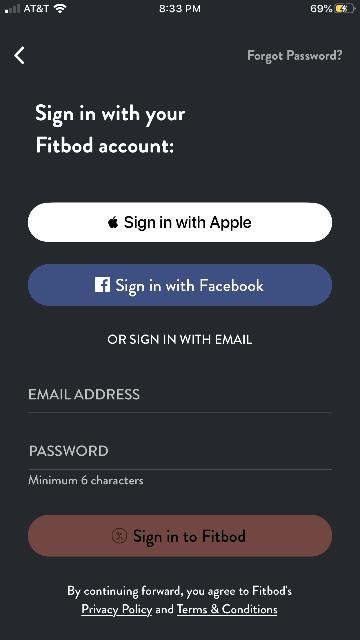 AT&T 8:33 PM 69%
Forgot Password?
Sign in with your
Fitbod account:
Sign in with Apple
Sign in with Facebook
OR SIGN IN WITH EMAIL
EMAIL ADDRESS
PASSWORD
Minimum 6 characters
Sign in to Fitbod
By continuing forward, you agree to Fitbod's
Privacy Policy and Terms & Conditions